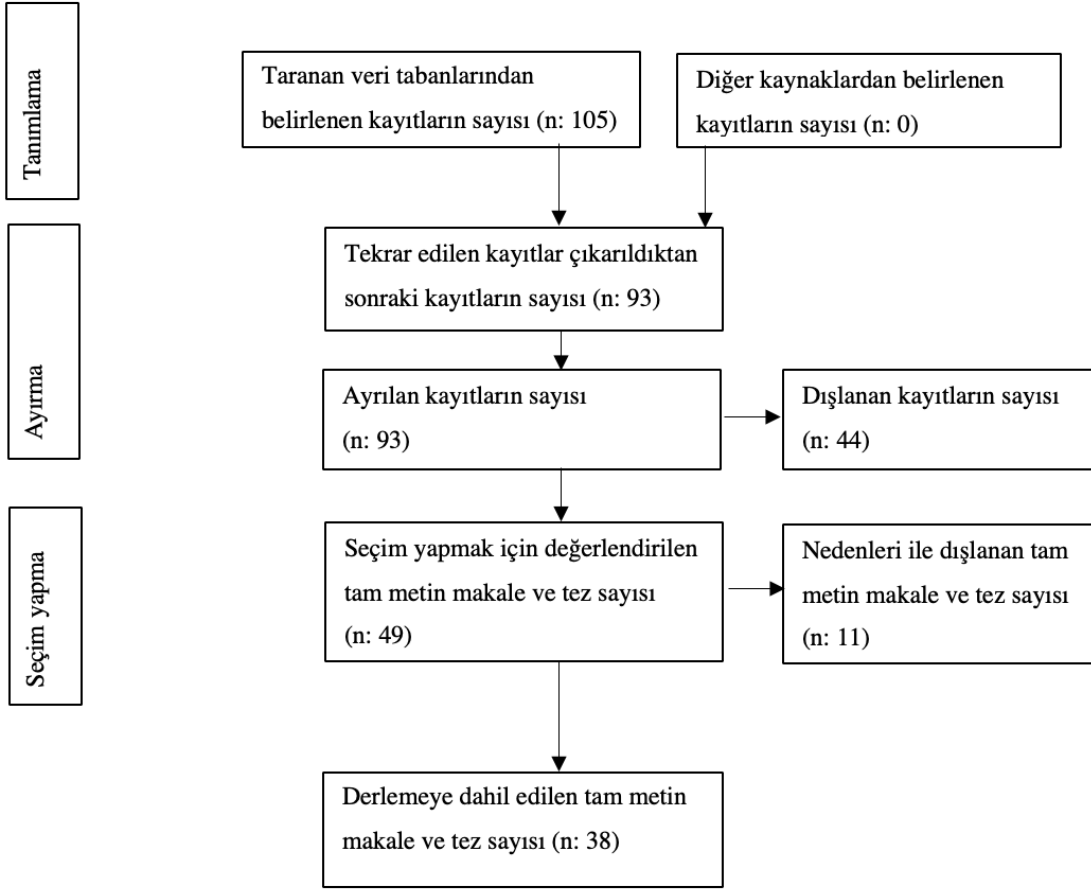 Tanımlama
Taranan veri tabanlarından
belirlenen kayıtların sayısı (n: 105)
Diğer kaynaklardan belirlenen
kayıtların sayısı (n: 0)
Ayırma
Tekrar edilen kayıtlar çıkarıldıktan
sonraki kayıtların sayısı (n: 93)
Ayrılan kayıtların sayısı
(n: 93)
Dışlanan kayıtların sayısı
(n: 44)
Seçim yapma
Seçim yapmak için değerlendirilen
tam metin makale ve tez sayısı
(n: 49)
Nedenleri ile dışlanan tam
metin makale ve tez sayısı
(n: 11)
Derlemeye dahil edilen tam metin
makale ve tez sayısı (n: 38)